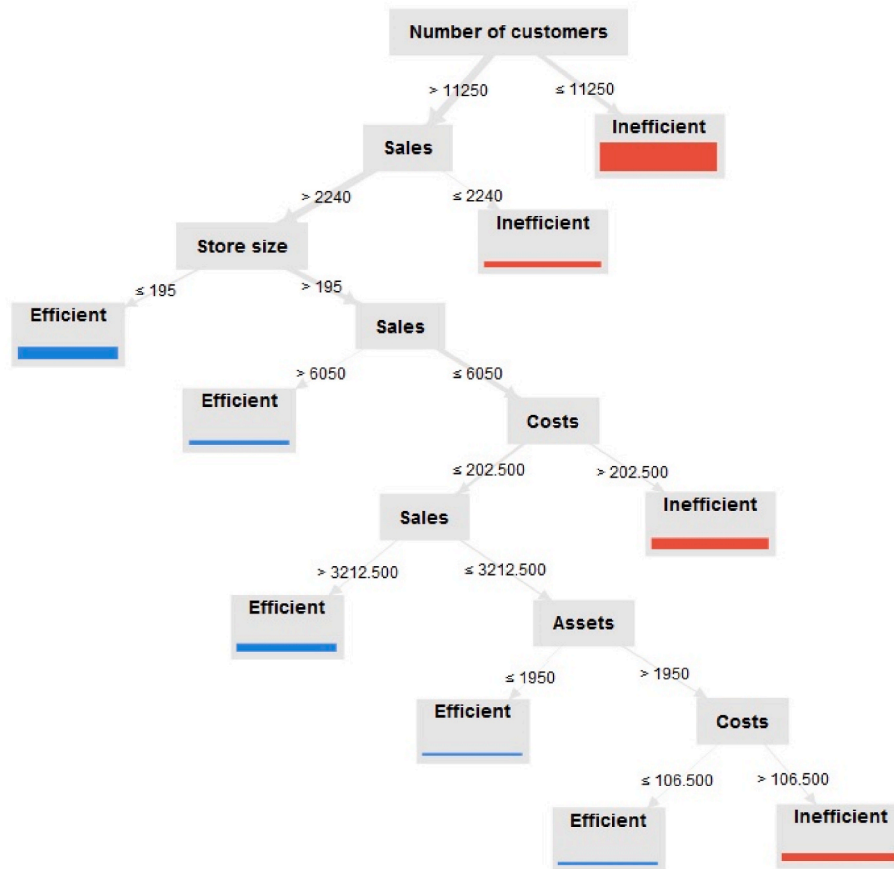 Number of customers
> 11250
≤ 11250
Inefficient
Sales
> 2240
≤ 2240
Inefficient
Store size
≤ 195
> 195
Efficient
Sales
> 6050
≤ 6050
Efficient
Costs
≤ 202.500
> 202.500
Inefficient
Sales
> 3212.500
≤ 3212.500
Efficient
Assets
≤ 1950
> 1950
Efficient
Costs
≤ 106.500
> 106.500
Efficient
Inefficient